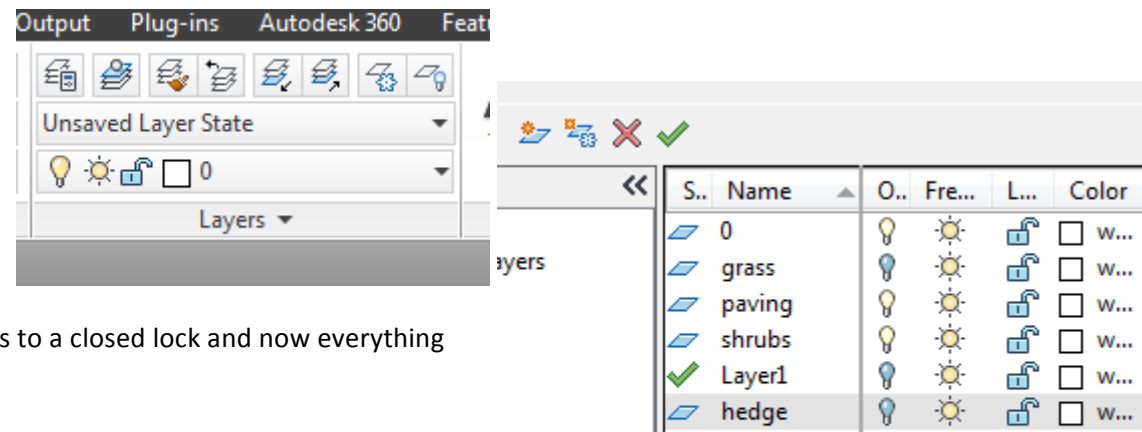 Output Plug-ins Autodesk 360 Feat
Unsaved Layer State
0
Layers
ayers
s to a closed lock and now everything
S.. Name O.. Fre... L... Color
0 w...
grass w...
paving w...
shrubs w...
Layer1 w...
hedge w...